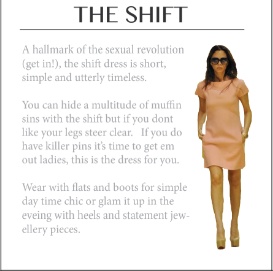 THE SHIFT
A hallmark of the sexual revolution
(get in!), the shift dress is short,
simple and utterly timeless.
You can hide a multitude of muffin
sins with the shift but if you dont
like your legs steer clear. If you do
have killer pins it's time to get em
out ladies, this is the dress for you.
Wear with flats and boots for simple
day time chic or glam it up in the
eveing with heels and statement jew-
ellery pieces.